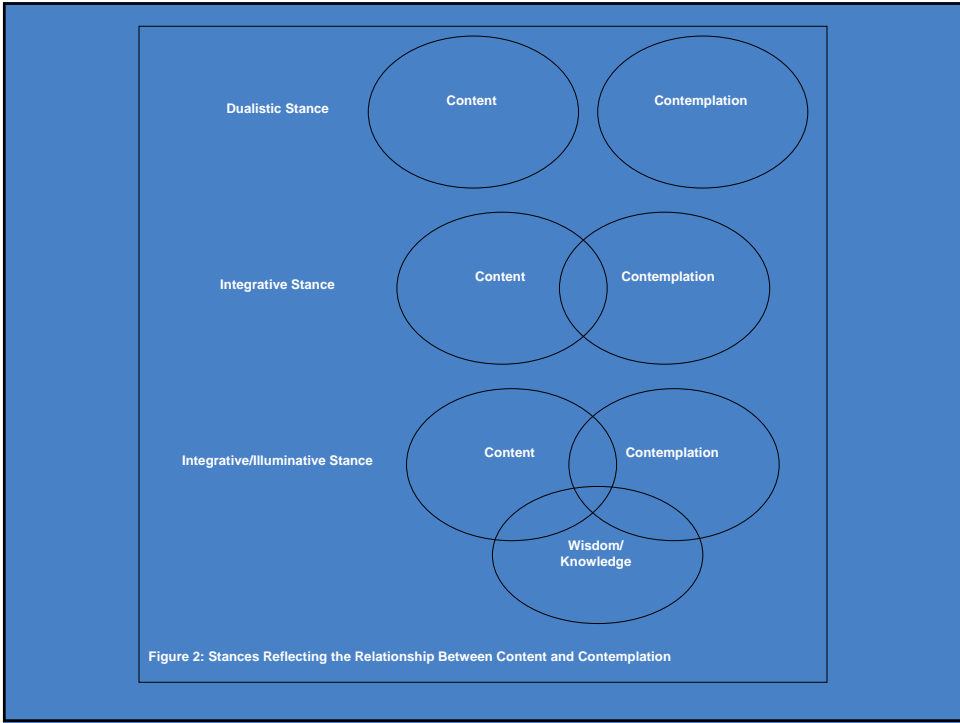 Dualistic Stance
Content
Contemplation
Integrative Stance
Content
Contemplation
Integrative/Illuminative Stance
Content
Contemplation
Wisdom/
Knowledge
Figure 2: Stances Reflecting the Relationship Between Content and Contemplation